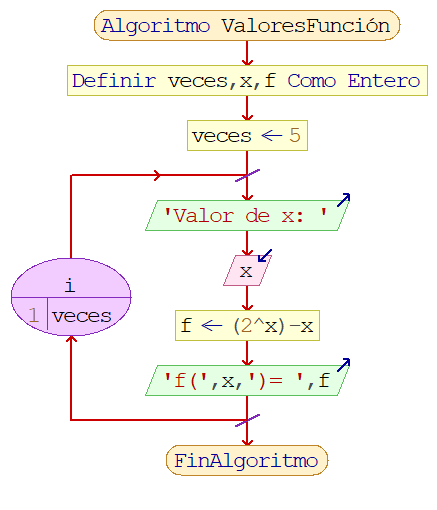 Algoritmo ValoresFunción
Definir veces,x,f Como Entero
veces ← 5
'Valor de x: '
x
i
1 veces
f ← (2^x)-x
'f(',x,')= ',f
FinAlgoritmo